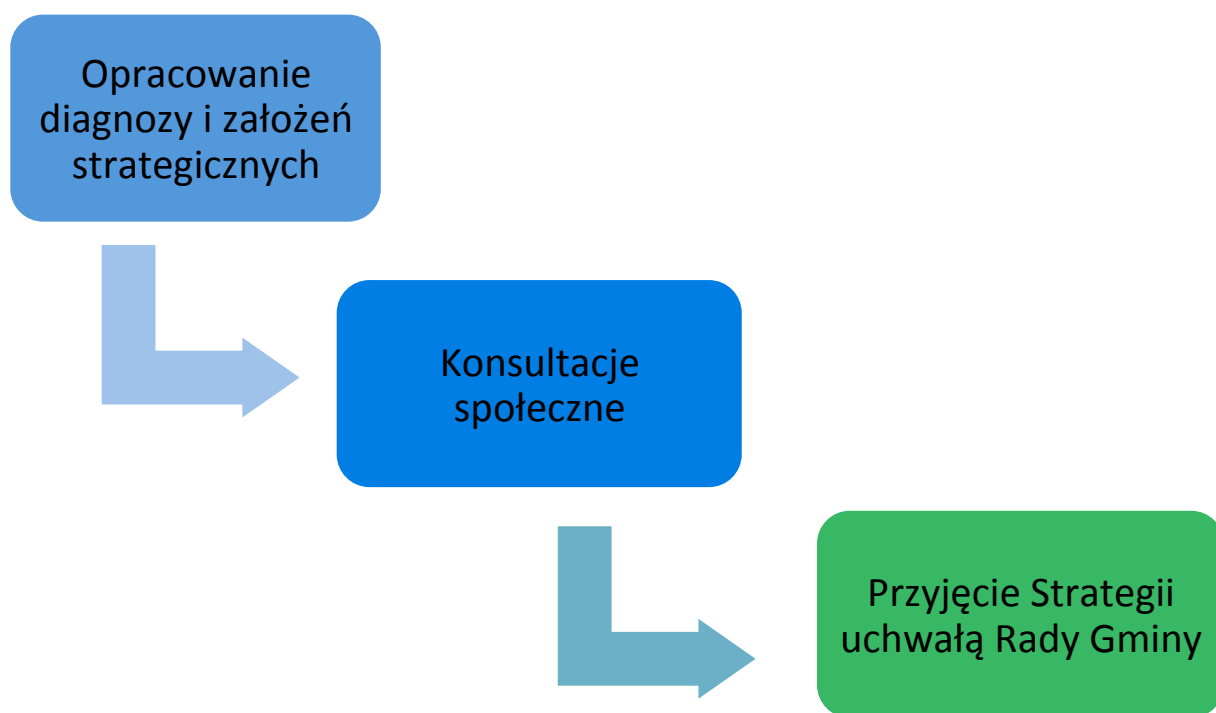 Opracowanie
diagnozy i założeń
strategicznych
Konsultacje
społeczne
Przyjęcie Strategii
uchwałą Rady Gminy